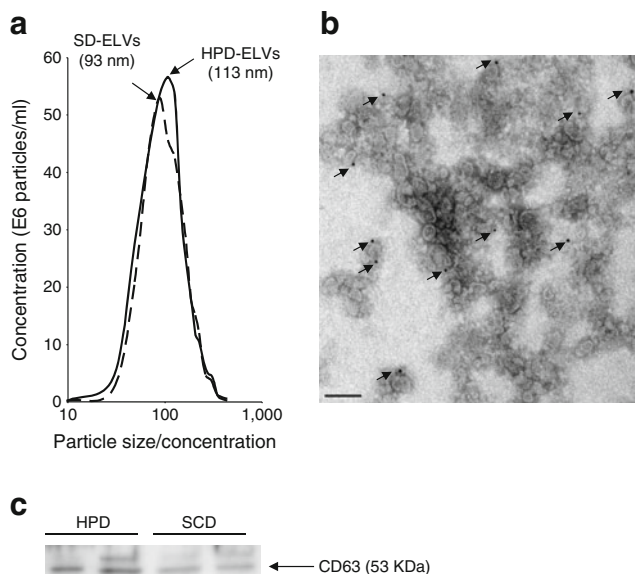 a
SD-ELVs
(93 nm)
HPD-ELVs
(113 nm)
Concentration (E6 particles/ml)
60
50
40
30
20
10
0
10
100
1,000
Particle size/concentration
b
c
HPD
SCD
CD63 (53 KDa)